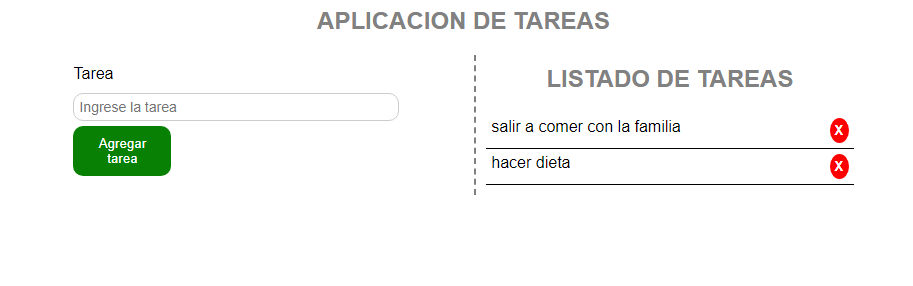 APLICACION DE TAREAS
Tarea
Ingrese la tarea
Agregar
tarea
LISTADO DE TAREAS
salir a comer con la familia X
hacer dieta X